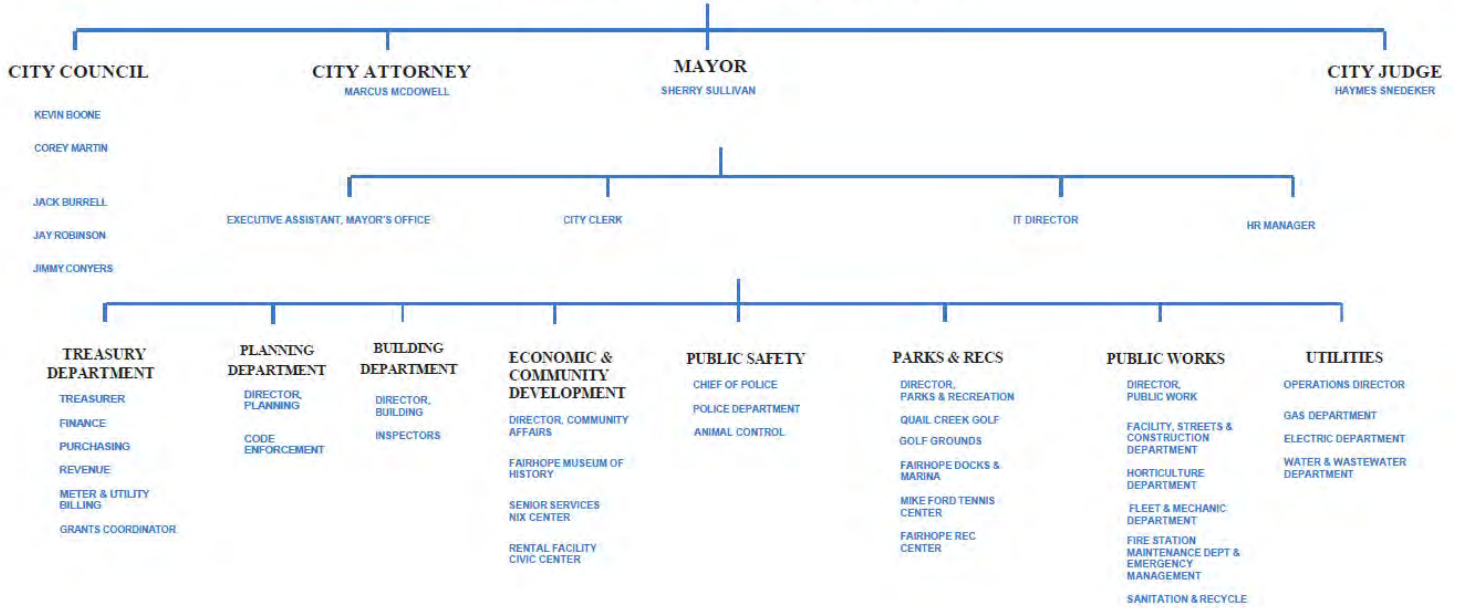 CITY COUNCIL
KEVIN BOONE
COREY MARTIN
JACK BURRELL
JAY ROBINSON
JIMMY CONYERS
CITY ATTORNEY
MARCUS MCDOWELL
MAYOR
SHERRY SULLIVAN
CITY JUDGE
HAYMES SNEDEKER
EXECUTIVE ASSISTANT, MAYOR'S OFFICE
CITY CLERK
IT DIRECTOR
HR MANAGER
TREASURY
DEPARTMENT
TREASURER
FINANCE
PURCHASING
REVENUE
METER & UTILITY
BILLING
GRANTS COORDINATOR
PLANNING
DEPARTMENT
DIRECTOR,
PLANNING
CODE
ENFORCEMENT
BUILDING
DEPARTMENT
DIRECTOR,
BUILDING
INSPECTORS
ECONOMIC &
COMMUNITY
DEVELOPMENT
DIRECTOR, COMMUNITY
AFFAIRS
FAIRHOPE MUSEUM OF
HISTORY
SENIOR SERVICES
NIX CENTER
RENTAL FACILITY
CIVIC CENTER
PUBLIC SAFETY
CHIEF OF POLICE
POLICE DEPARTMENT
ANIMAL CONTROL
PARKS & RECS
DIRECTOR,
PARKS & RECREATION
QUAIL CREEK GOLF
GOLF GROUNDS
FAIRHOPE DOCKS &
MARINA
MIKE FORD TENNIS
CENTER
FAIRHOPE REC
CENTER
PUBLIC WORKS
DIRECTOR,
PUBLIC WORK
FACILITY, STREETS &
CONSTRUCTION
DEPARTMENT
HORTICULTURE
DEPARTMENT
FLEET & MECHANIC
DEPARTMENT
FIRE STATION
MAINTENANCE DEPT &
EMERGENCY
MANAGEMENT
SANITATION & RECYCLE
UTILITIES
OPERATIONS DIRECTOR
GAS DEPARTMENT
ELECTRIC DEPARTMENT
WATER & WASTEWATER
DEPARTMENT